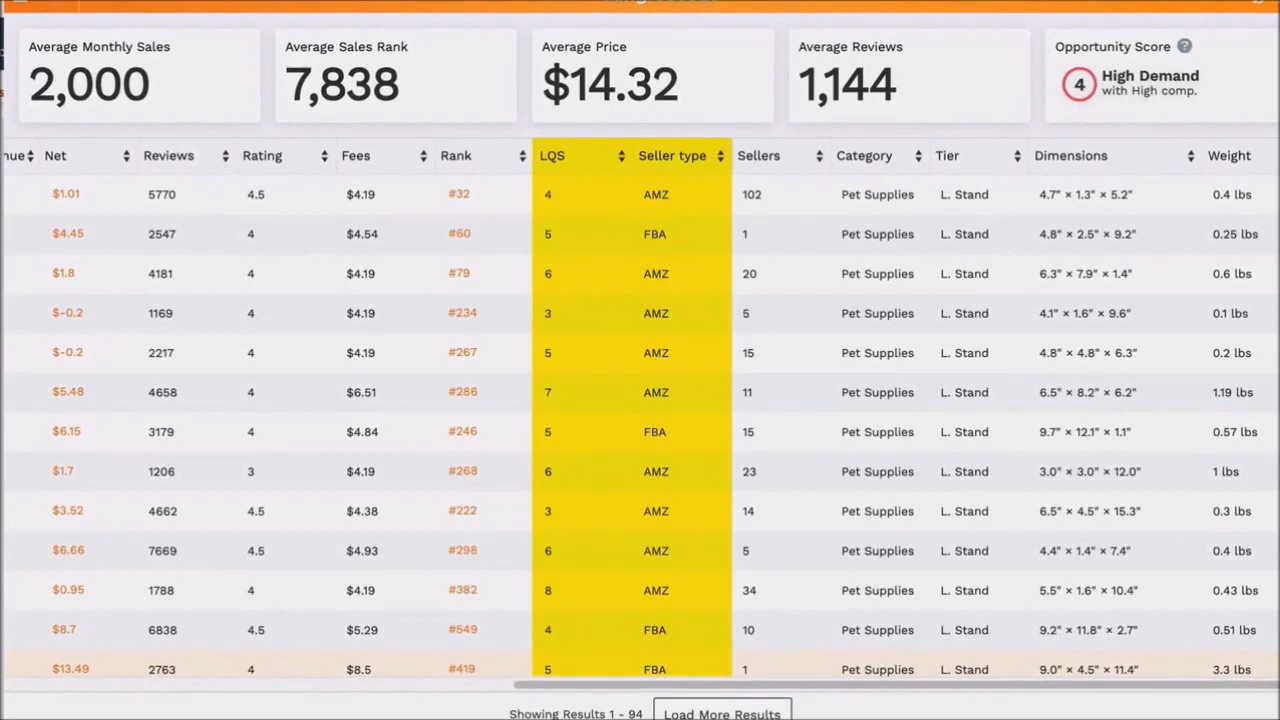 Average Monthly Sales Average Sales Rank Average Price Average Reviews Opportunity Score ?
2,000 7,838 $14.32 1,144 4 High Demand
with High comp.
nue Net Reviews Rating Fees Rank LQS Seller type Sellers Category Tier Dimensions Weight
$1.01 5770 4.5 $4.19 #32 4 AMZ 102 Pet Supplies L. Stand 4.7" × 1.3" × 5.2" 0.4 lbs
$4.45 2547 4 $4.54 #60 5 FBA 1 Pet Supplies L. Stand 4.8" × 2.5" × 9.2" 0.25 lbs
$1.8 4181 4 $4.19 #79 6 AMZ 20 Pet Supplies L. Stand 6.3" × 7.9" × 1.4" 0.6 lbs
$-0.2 1169 4 $4.19 #234 3 AMZ 5 Pet Supplies L. Stand 4.1" × 1.6" × 9.6" 0.1 lbs
$-0.2 2217 4 $4.19 #267 5 AMZ 15 Pet Supplies L. Stand 4.8" × 4.8" × 6.3" 0.2 lbs
$5.48 4658 4 $6.51 #286 7 AMZ 11 Pet Supplies L. Stand 6.5" × 8.2" × 6.2" 1.19 lbs
$6.15 3179 4 $4.84 #246 5 FBA 15 Pet Supplies L. Stand 9.7" × 12.1" × 1.1" 0.57 lbs
$1.7 1206 3 $4.19 #268 6 AMZ 23 Pet Supplies L. Stand 3.0" × 3.0" × 12.0" 1 lbs
$3.52 4662 4.5 $4.38 #222 3 AMZ 14 Pet Supplies L. Stand 6.5" × 4.5" × 15.3" 0.3 lbs
$6.66 7669 4.5 $4.93 #298 6 AMZ 5 Pet Supplies L. Stand 4.4" × 1.4" × 7.4" 0.4 lbs
$0.95 1788 4 $4.19 #382 8 AMZ 34 Pet Supplies L. Stand 5.5" × 1.6" × 10.4" 0.43 lbs
$8.7 6838 4.5 $5.29 #549 4 FBA 10 Pet Supplies L. Stand 9.2" × 11.8" × 2.7" 0.51 lbs
$13.49 2763 4 $8.5 #419 5 FBA 1 Pet Supplies L. Stand 9.0" × 4.5" × 11.4" 3.3 lbs
Showing Results 1 - 94 Load More Results